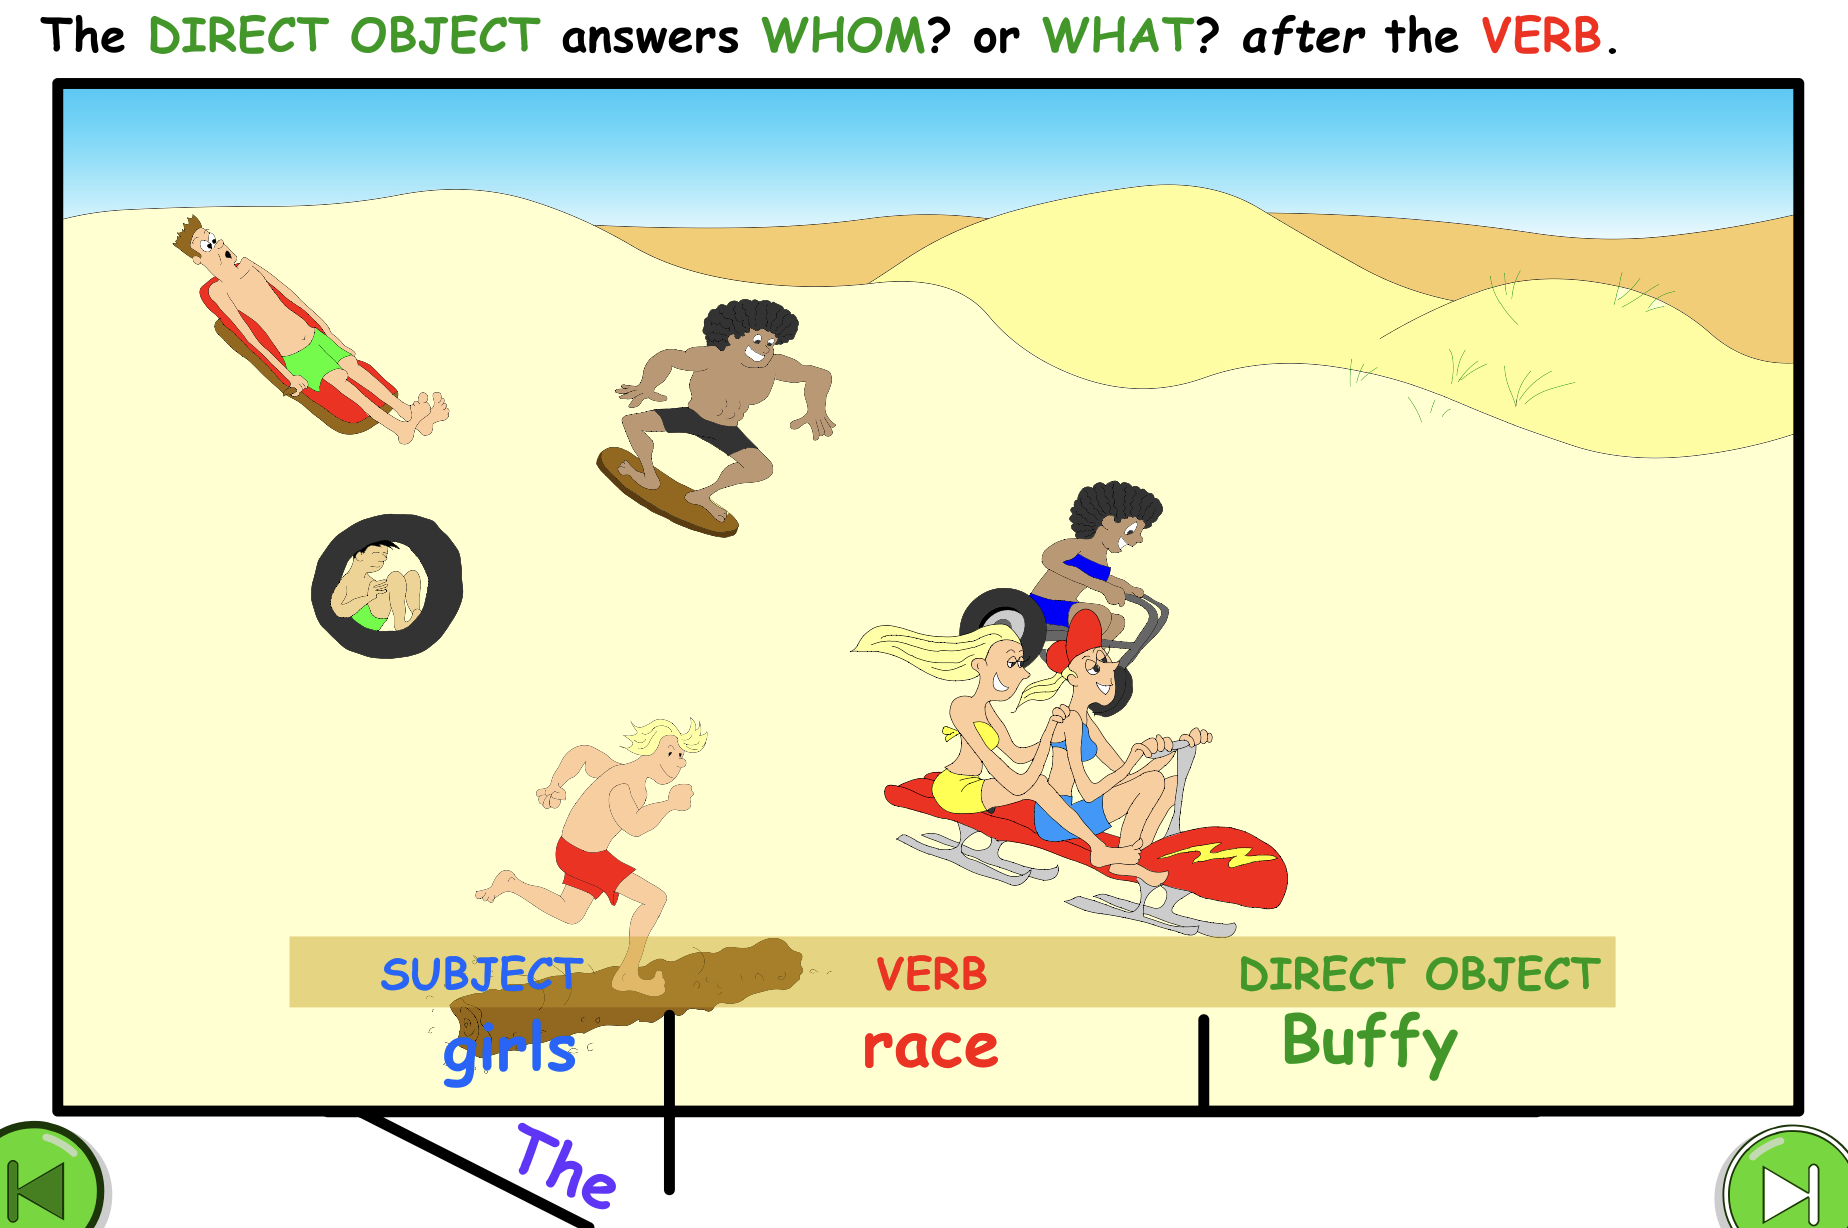 The DIRECT OBJECT answers WHOM? or WHAT? after the VERB.
SUBJECT VERB DIRECT OBJECT
girls race Buffy
The